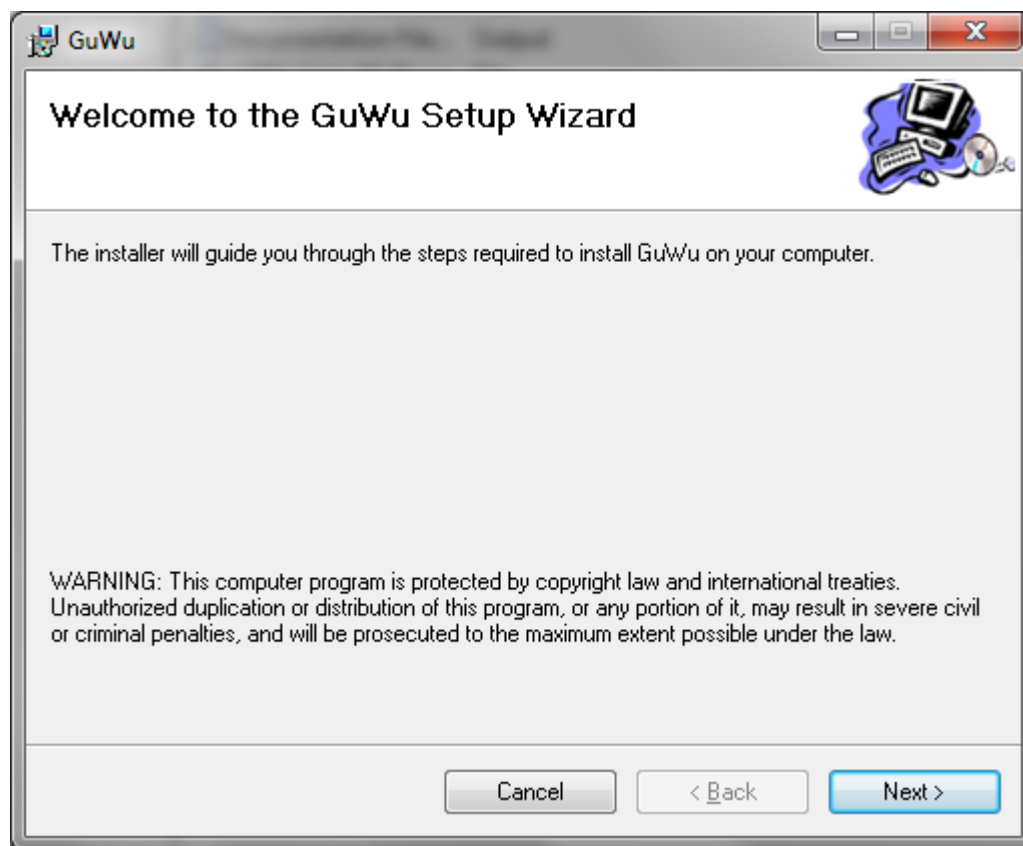 GuWu
Welcome to the GuWu Setup Wizard
The installer will guide you through the steps required to install GuWu on your computer.
WARNING: This computer program is protected by copyright law and international treaties.
Unauthorized duplication or distribution of this program, or any portion of it, may result in severe civil
or criminal penalties, and will be prosecuted to the maximum extent possible under the law.
Cancel
< Back
Next >